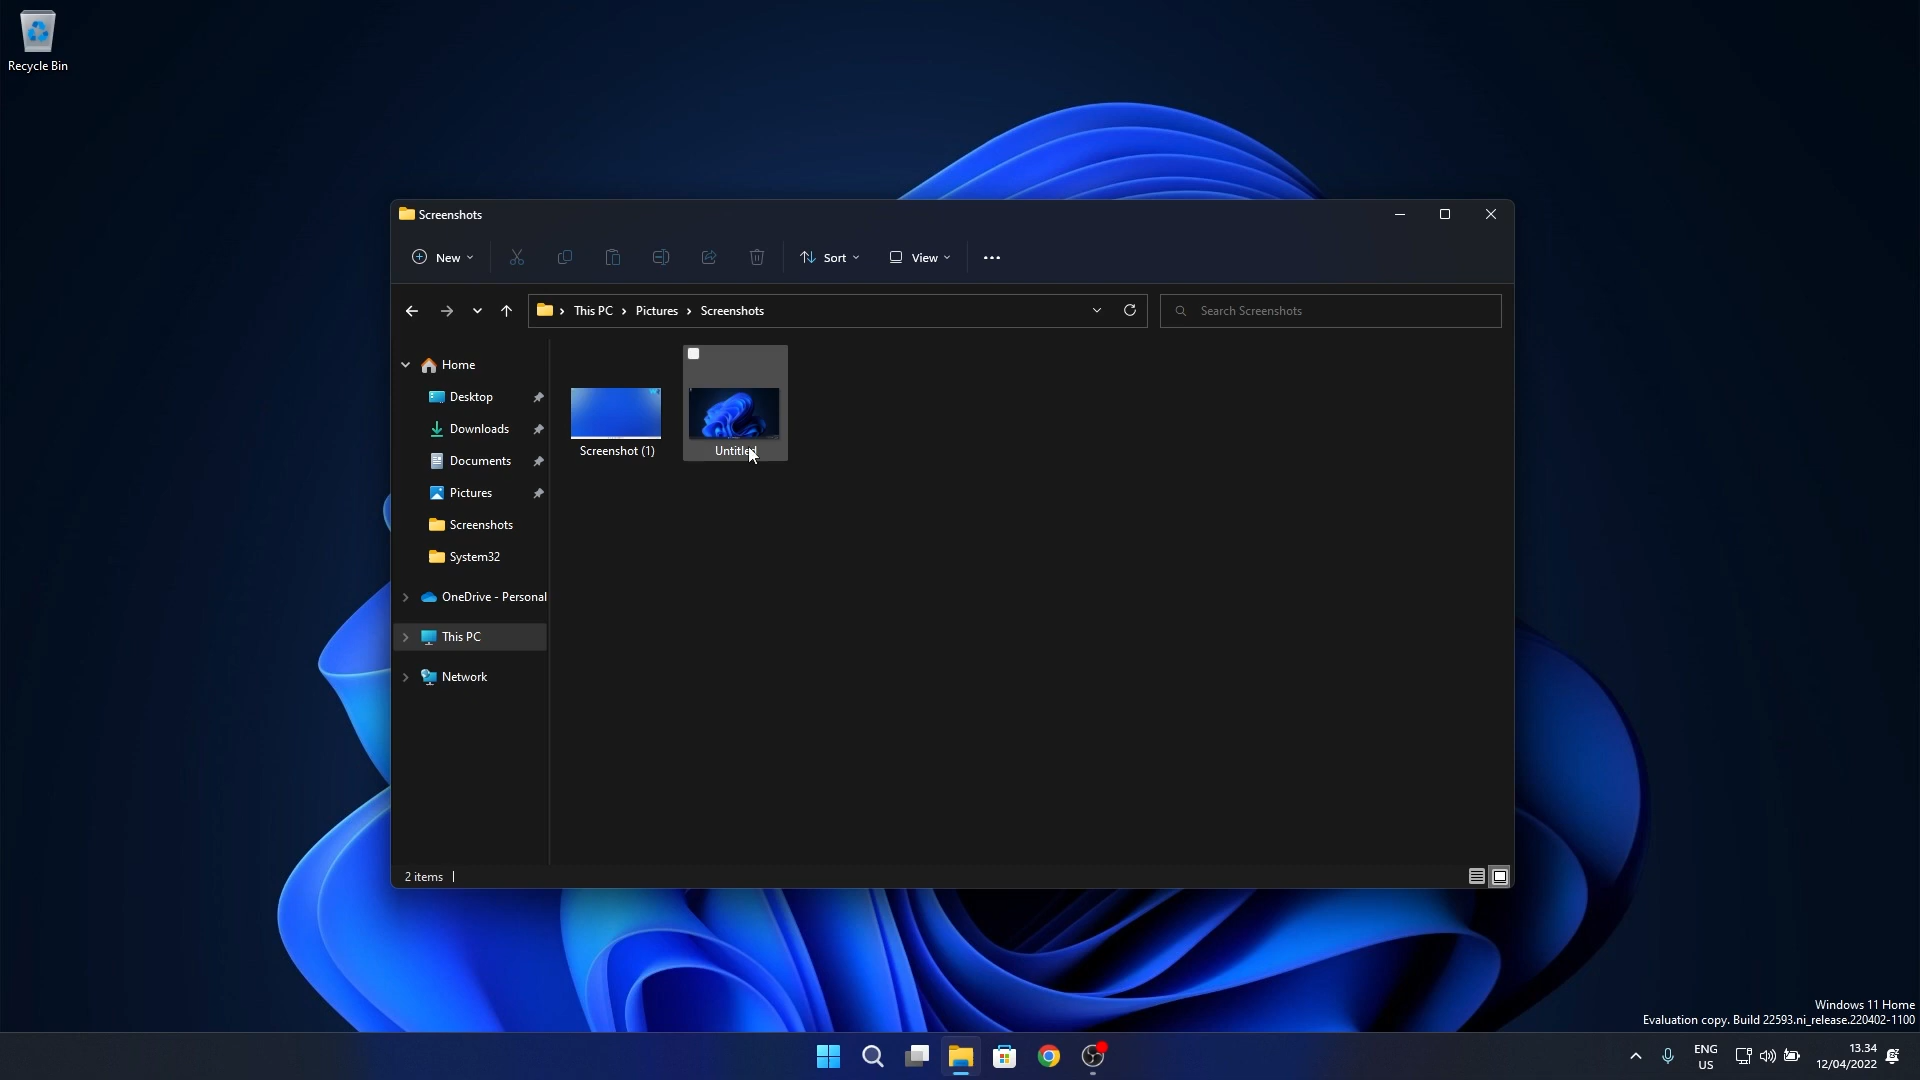 Recycle Bin
Screenshots
New
Sort
View
This PC
Pictures
Screenshots
Search Screenshots
Home
Desktop
Downloads
Documents
Pictures
Screenshots
System32
OneDrive - Personal
This PC
Network
Screenshot (1)
Untitled
2 items
Windows 11 Home
Evaluation copy. Build 22593.ni_release.220402-1100
ENG
US
13.34
12/04/2022